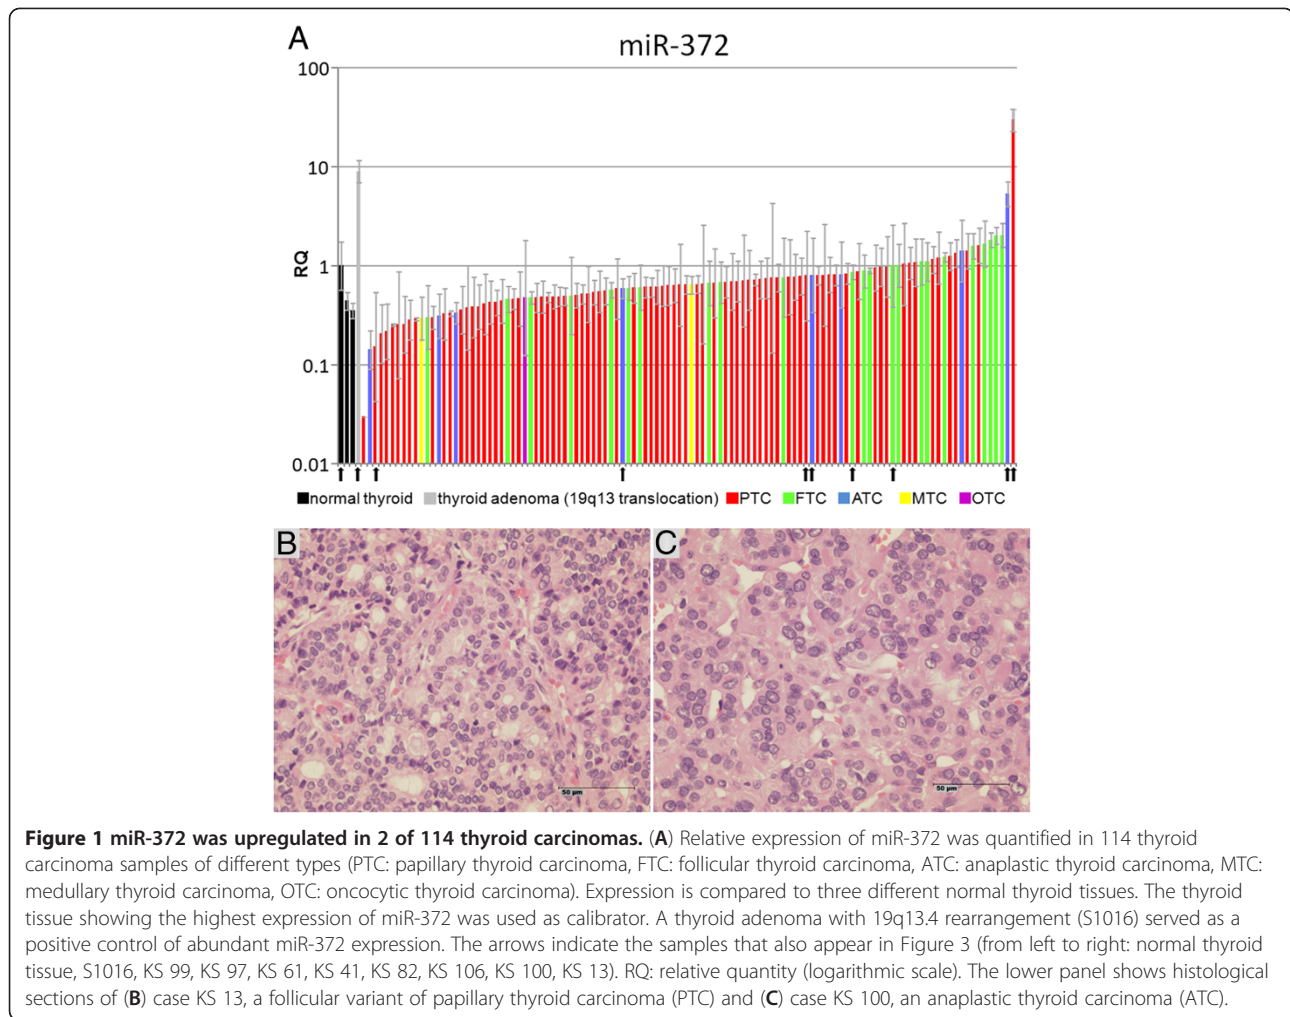 A
miR-372
100
10
1
0.1
0.01
RQ
normal thyroid thyroid adenoma (19q13 translocation) PTC FTC ATC MTC OTC
B
C
50 µm
50 µm
Figure 1 miR-372 was upregulated in 2 of 114 thyroid carcinomas. (A) Relative expression of miR-372 was quantified in 114 thyroid
carcinoma samples of different types (PTC: papillary thyroid carcinoma, FTC: follicular thyroid carcinoma, ATC: anaplastic thyroid carcinoma, MTC:
medullary thyroid carcinoma, OTC: oncocytic thyroid carcinoma). Expression is compared to three different normal thyroid tissues. The thyroid
tissue showing the highest expression of miR-372 was used as calibrator. A thyroid adenoma with 19q13.4 rearrangement (S1016) served as a
positive control of abundant miR-372 expression. The arrows indicate the samples that also appear in Figure 3 (from left to right: normal thyroid
tissue, S1016, KS 99, KS 97, KS 61, KS 41, KS 82, KS 106, KS 100, KS 13). RQ: relative quantity (logarithmic scale). The lower panel shows histological
sections of (B) case KS 13, a follicular variant of papillary thyroid carcinoma (PTC) and (C) case KS 100, an anaplastic thyroid carcinoma (ATC).